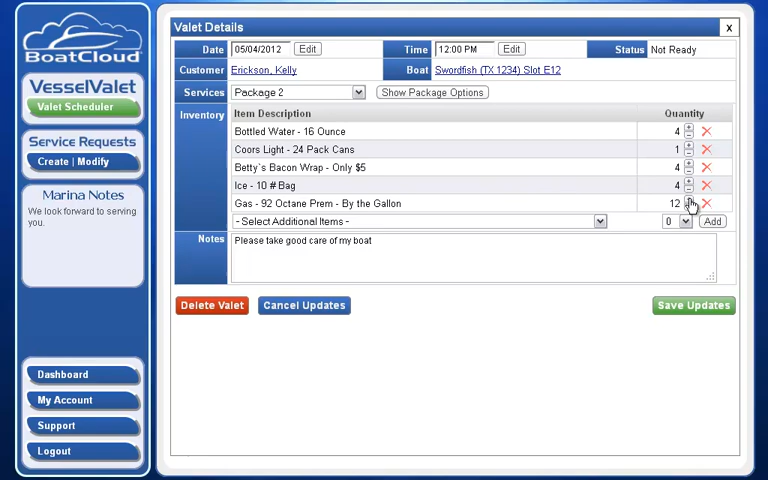 BoatCloud
VesselValet
Valet Scheduler
Service Requests
Create | Modify
Marina Notes
We look forward to serving
you.
Dashboard
My Account
Support
Logout
Valet Details
x
Date 05/04/2012 Edit Time 12:00 PM Edit Status Not Ready
Customer Erickson, Kelly Boat Swordfish (TX 1234) Slot E12
Services Package 2 Show Package Options
Inventory Item Description Quantity
Bottled Water - 16 Ounce 4
Coors Light - 24 Pack Cans 1
Betty`s Bacon Wrap - Only $5 4
Ice - 10 # Bag 4
Gas - 92 Octane Prem - By the Gallon 12
- Select Additional Items - 0 Add
Notes Please take good care of my boat
Delete Valet Cancel Updates Save Updates